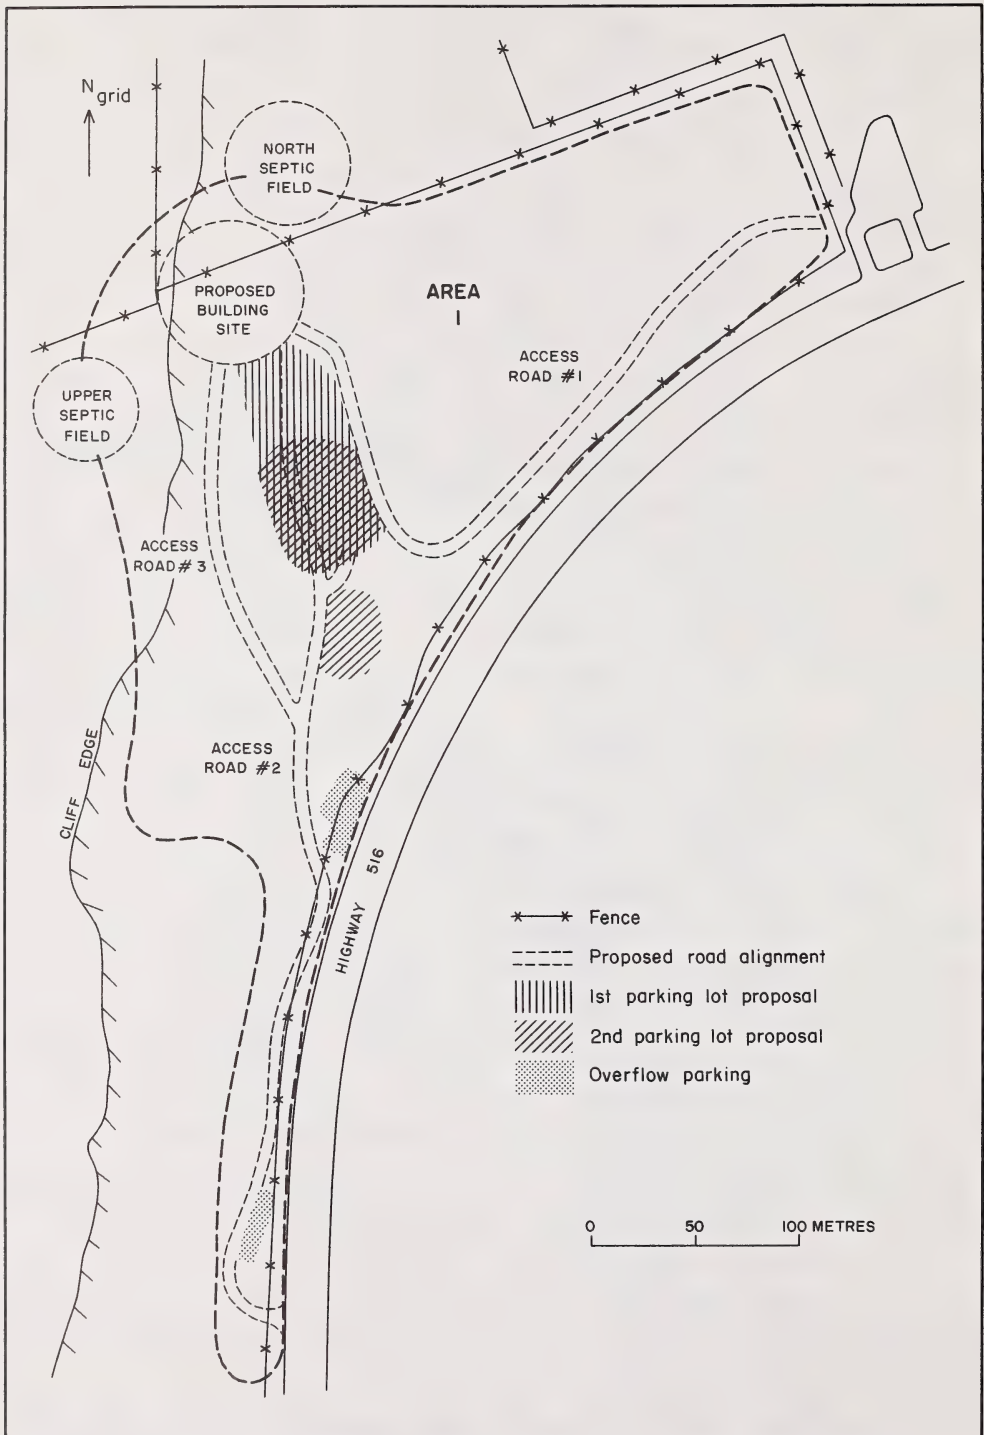 N grid
NORTH
SEPTIC
FIELD
PROPOSED
BUILDING
SITE
AREA
1
ACCESS
ROAD #1
UPPER
SEPTIC
FIELD
ACCESS
ROAD #3
ACCESS
ROAD #2
CLIFF EDGE
HIGHWAY 516
Fence
Proposed road alignment
1st parking lot proposal
2nd parking lot proposal
Overflow parking
0 50 100 METRES